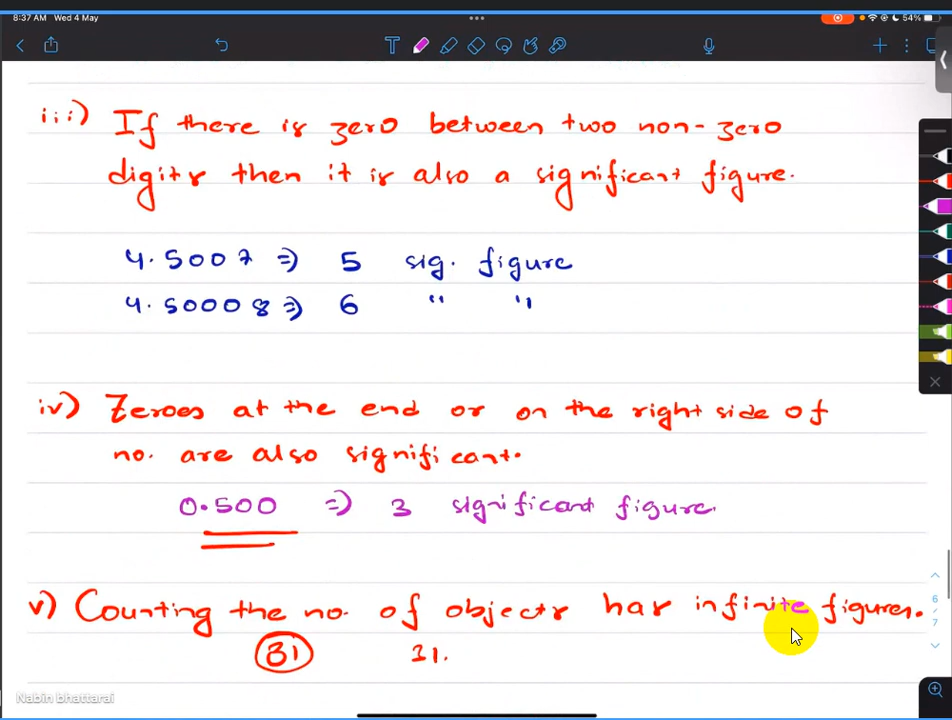 8:37 AM Wed 4 May
54%
iii) If there is zero between two non-zero
digits then it is also a significant figure.
4.5007 => 5 sig. figure
4.50008 => 6 " "
iv) Zeroes at the end or on the right side of
no. are also significant.
0.500 => 3 significant figure.
v) Counting the no. of objects has infinite figures.
31 31.
6
7
Nabin bhattarai